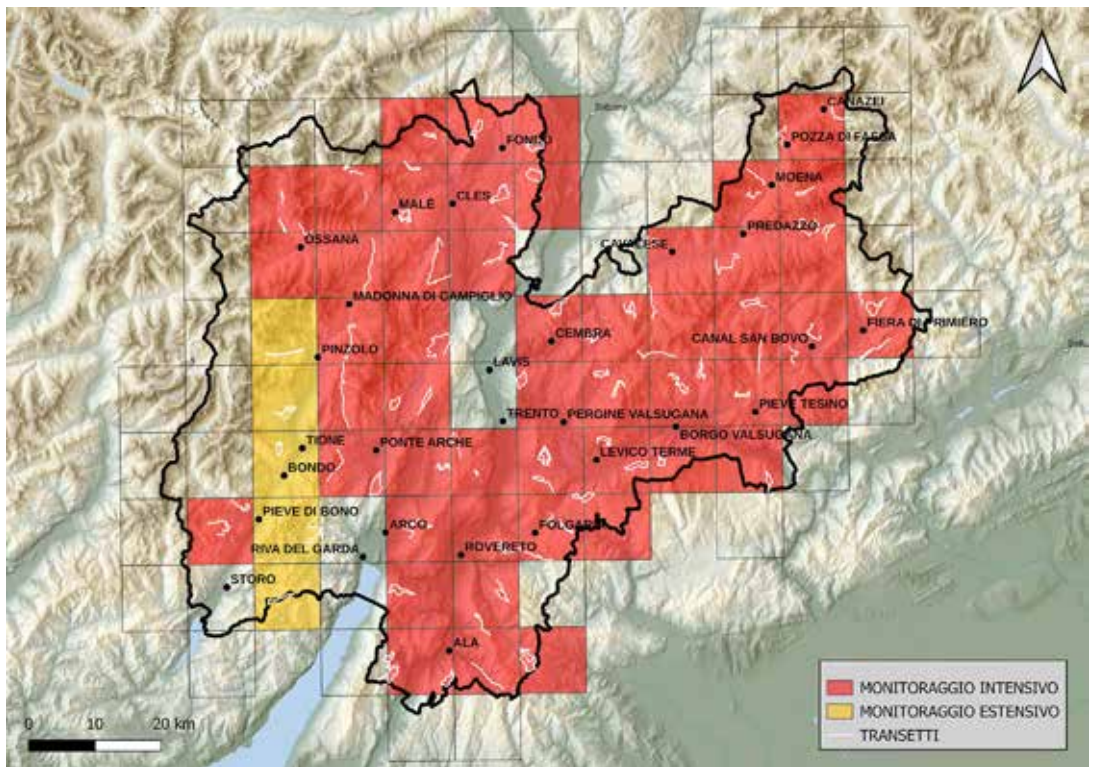 CANAZEI
POZZA DI FASSA
FONDO
MOENA
MALÈ
CLES
PREDAZZO
OSSANA
CAVALESE
MADONNA DI CAMPIGLIO
FIERA DI PRIMIERO
CEMBRA
CANAL SAN BOVO
PINZOLO
LAVIS
PIEVE TESINO
TRENTO
PERGINE VALSUGANA
BORGO VALSUGANA
TIONE
PONTE ARCHE
LEVICO TERME
BONDO
PIEVE DI BONO
ARCO
RIVA DEL GARDA
ROVERETO
STORO
ALA
MONITORAGGIO INTENSIVO
MONITORAGGIO ESTENSIVO
TRANSETTI
0 10 20 km